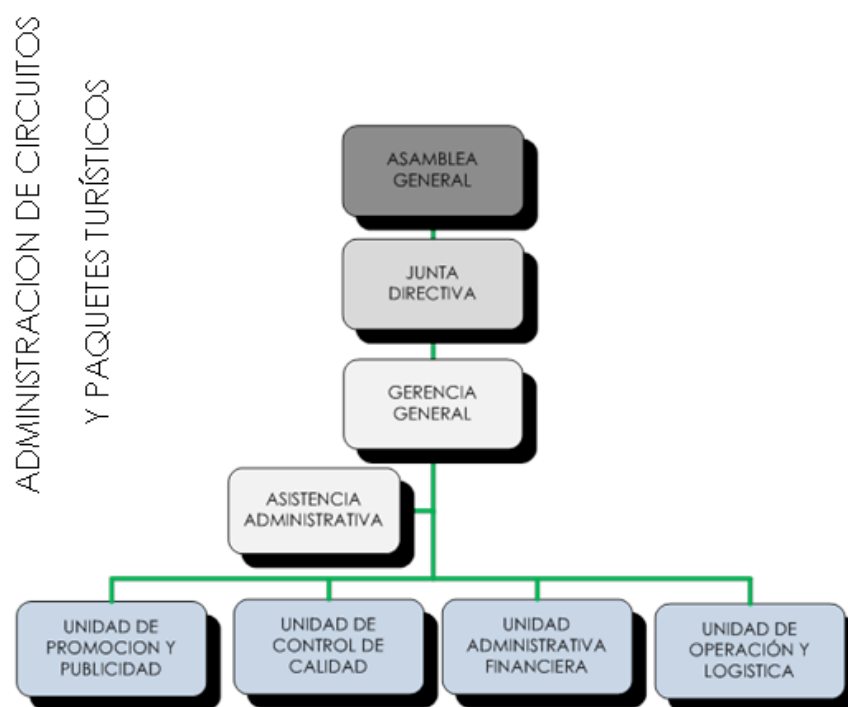 ADMINISTRACION DE CIRCUITOS
Y PAQUETES TURÍSTICOS
ASAMBLEA
GENERAL
JUNTA
DIRECTIVA
GERENCIA
GENERAL
ASISTENCIA
ADMINISTRATIVA
UNIDAD DE
PROMOCION Y
PUBLICIDAD
UNIDAD DE
CONTROL DE
CALIDAD
UNIDAD
ADMINISTRATIVA
FINANCIERA
UNIDAD DE
OPERACIÓN Y
LOGISTICA